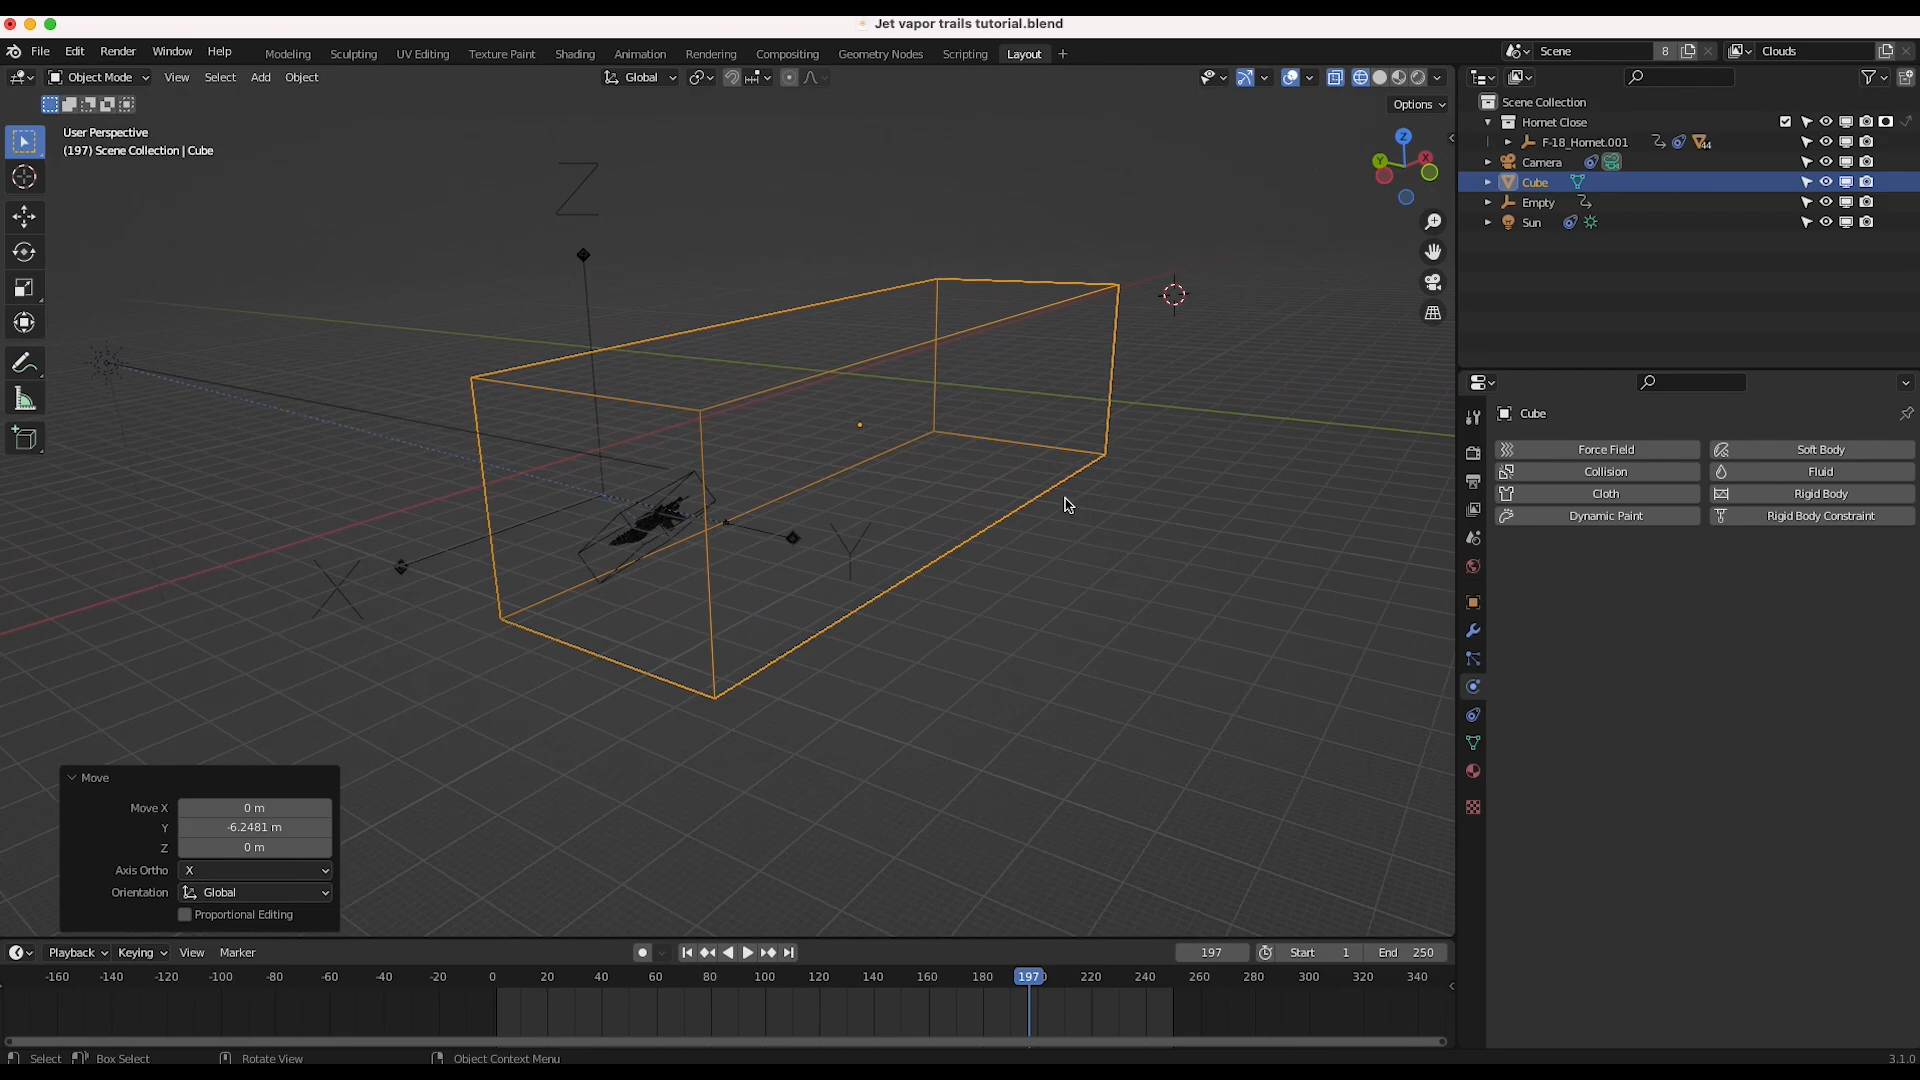 Jet vapor trails tutorial.blend
File Edit Render Window Help
Modeling Sculpting UV Editing Texture Paint Shading Animation Rendering Compositing Geometry Nodes Scripting Layout +
Scene 8
Clouds
Object Mode View Select Add Object
Global
Options
User Perspective
(197) Scene Collection | Cube
Z
X
Y
Z
Y
X
Scene Collection
Hornet Close
F-18_Hornet.001 44
Camera
Cube
Empty
Sun
Cube
Force Field Soft Body
Collision Fluid
Cloth Rigid Body
Dynamic Paint Rigid Body Constraint
Move
Move X 0 m
Y -6.2481 m
Z 0 m
Axis Ortho X
Orientation Global
Proportional Editing
Playback Keying View Marker
197 Start 1 End 250
-160 -140 -120 -100 -80 -60 -40 -20 0 20 40 60 80 100 120 140 160 180 197 220 240 260 280 300 320 340
Select Box Select Rotate View Object Context Menu
3.1.0